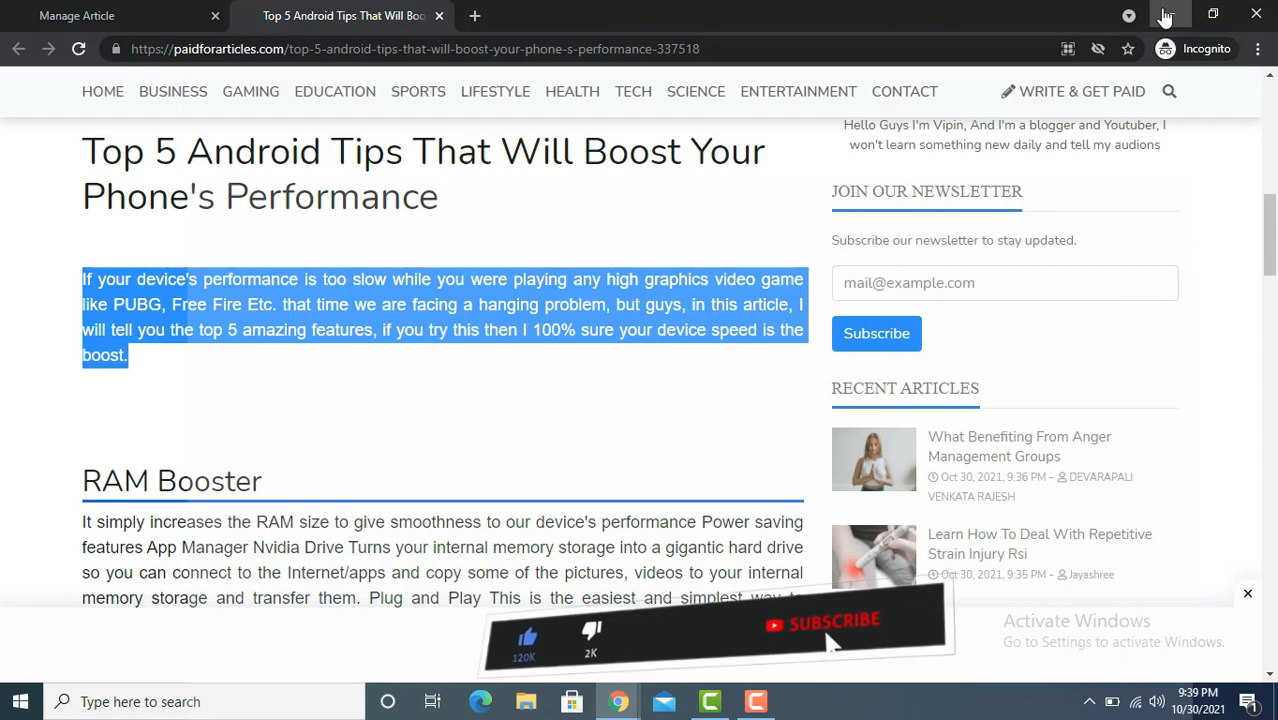 Manage Article
Top 5 Android Tips That Will Boo
https://paidforarticles.com/top-5-android-tips-that-will-boost-your-phone-s-performance-337518
Incognito
HOME BUSINESS GAMING EDUCATION SPORTS LIFESTYLE HEALTH TECH SCIENCE ENTERTAINMENT CONTACT WRITE & GET PAID
Top 5 Android Tips That Will Boost Your
Phone's Performance
If your device's performance is too slow while you were playing any high graphics video game
like PUBG, Free Fire Etc. that time we are facing a hanging problem, but guys, in this article, I
will tell you the top 5 amazing features, if you try this then I 100% sure your device speed is the
boost.
RAM Booster
It simply increases the RAM size to give smoothness to our device's performance Power saving
features App Manager Nvidia Drive Turns your internal memory storage into a gigantic hard drive
so you can connect to the Internet/apps and copy some of the pictures, videos to your internal
memory storage and transfer them. Plug and Play This is the easiest and simplest way to
Hello Guys I'm Vipin, And I'm a blogger and Youtuber, I
won't learn something new daily and tell my audions
JOIN OUR NEWSLETTER
Subscribe our newsletter to stay updated.
mail@example.com
Subscribe
RECENT ARTICLES
What Benefiting From Anger
Management Groups
Oct 30, 2021, 9:36 PM - DEVARAPALI
VENKATA RAJESH
Learn How To Deal With Repetitive
Strain Injury Rsi
Oct 30, 2021, 9:35 PM - Jayashree
120K
2K
SUBSCRIBE
Activate Windows
Go to Settings to activate Windows.
Type here to search
9:39 PM
10/30/2021
1